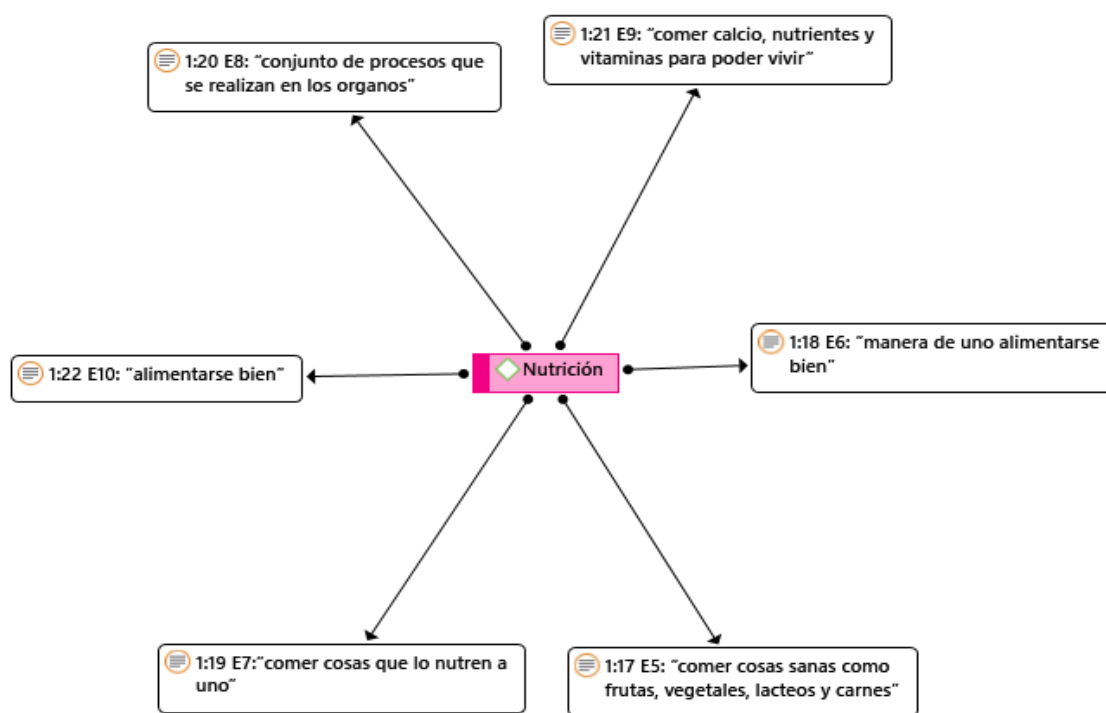 1:20 E8: “conjunto de procesos que
se realizan en los organos”
1:21 E9: “comer calcio, nutrientes y
vitaminas para poder vivir”
1:22 E10: “alimentarse bien”
Nutrición
1:18 E6: “manera de uno alimentarse
bien”
1:19 E7:“comer cosas que lo nutren a
uno”
1:17 E5: “comer cosas sanas como
frutas, vegetales, lacteos y carnes”